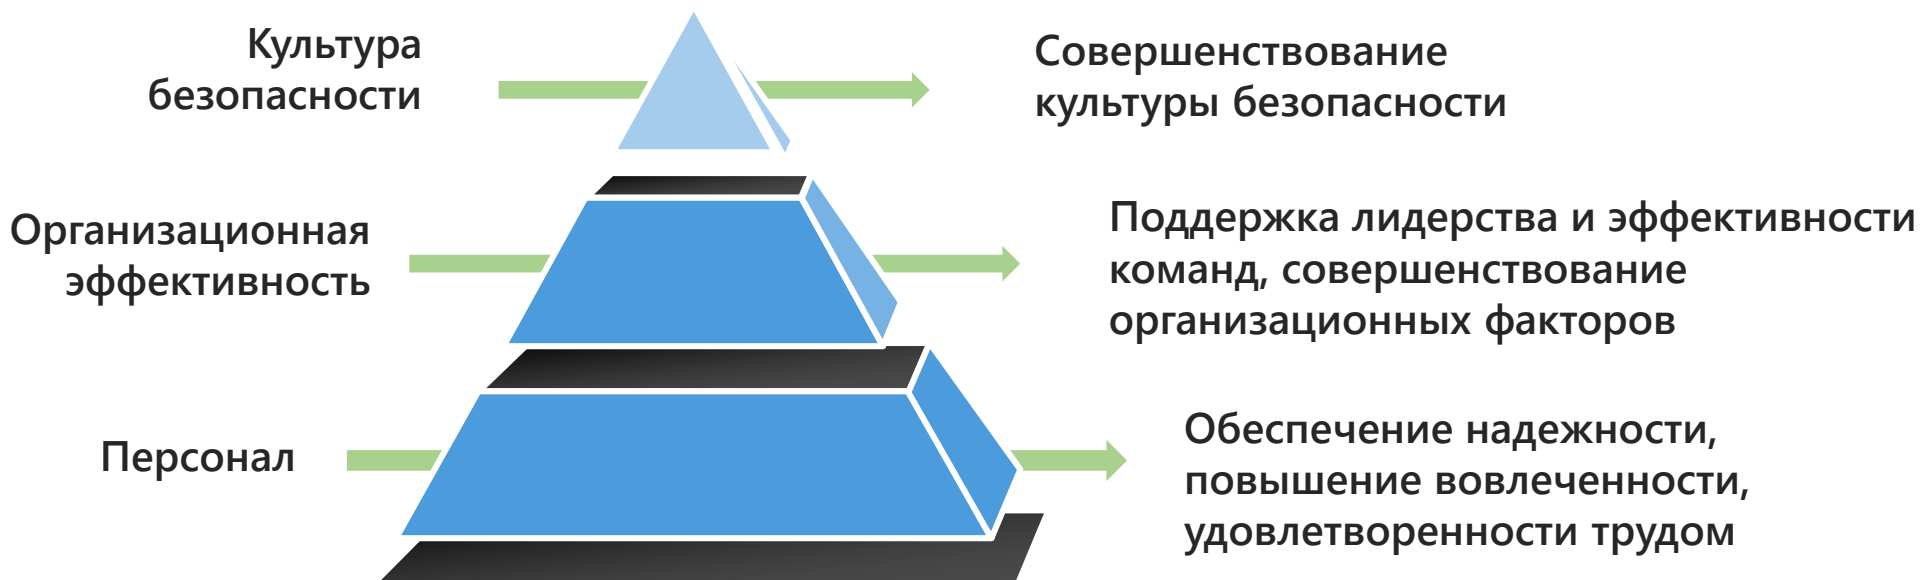 Культура
безопасности
Совершенствование
культуры безопасности
Организационная
эффективность
Поддержка лидерства и эффективности
команд, совершенствование
организационных факторов
Персонал
Обеспечение надежности,
повышение вовлеченности,
удовлетворенности трудом